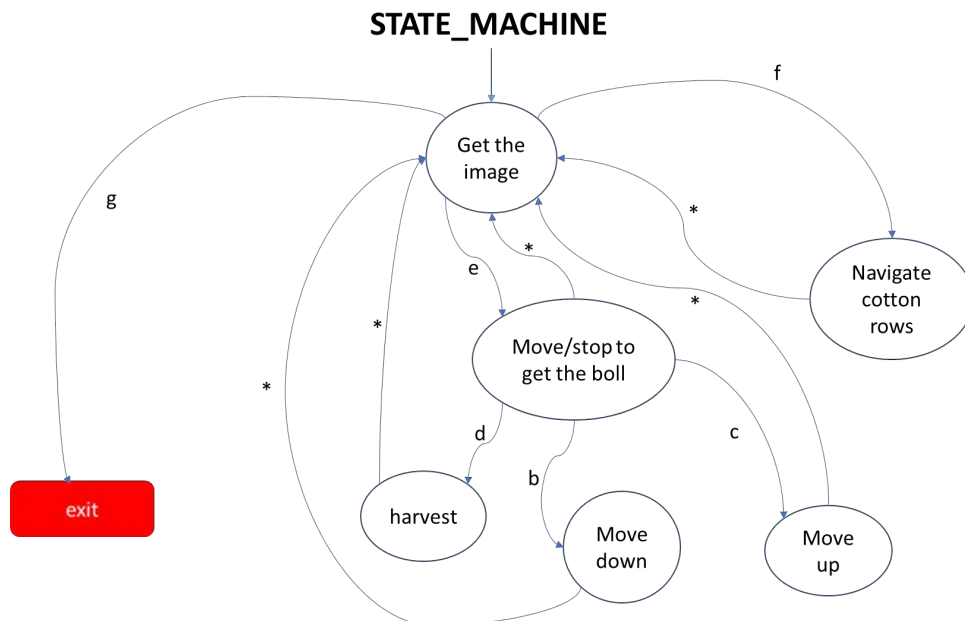 STATE_MACHINE
f
Get the
image
g
*
e
*
Navigate
cotton
rows
*
*
Move/stop to
get the boll
*
d
c
b
exit
harvest
Move
down
Move
up